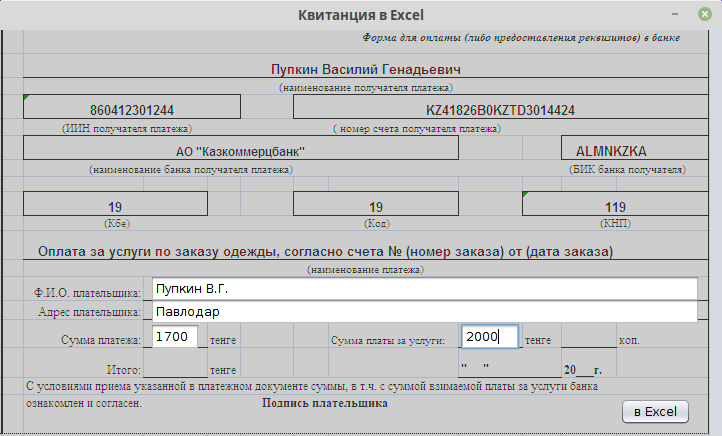 Квитанция в Excel
Форма для оплаты (либо предоставления реквизитов) в банке
Пупкин Василий Генадьевич
(наименование получателя платежа)
860412301244 KZ41826B0KZTD3014424
(ИИН получателя платежа) ( номер счета получателя платежа)
АО "Казкоммерцбанк" ALMNKZKA
(наименование банка получателя платежа) (БИК банка получателя)
19 19 119
(Кбе) (Код) (КНП)
Оплата за услуги по заказу одежды, согласно счета № (номер заказа) от (дата заказа)
(наименование платежа)
Ф.И.О. плательщика: Пупкин В.Г.
Адрес плательщика: Павлодар
Сумма платежа: 1700 тенге Сумма платы за услуги: 2000 тенге коп.
Итого: тенге " " 20___г.
С условиями приема указанной в платежном документе суммы, в т.ч. с суммой взимаемой платы за услуги банка
ознакомлен и согласен. Подпись плательщика
в Excel